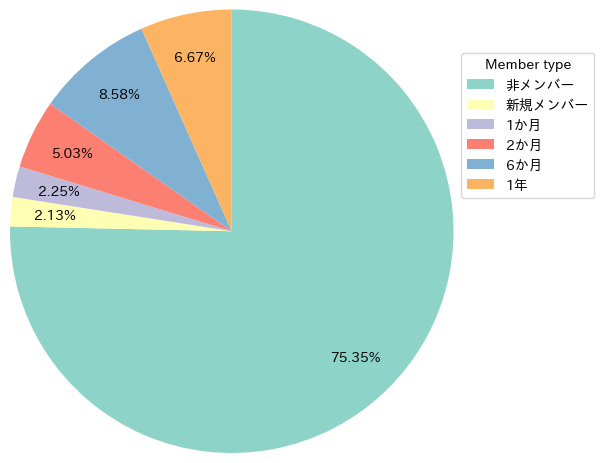 6.67%
8.58%
5.03%
2.25%
2.13%
75.35%
Member type
非メンバー
新規メンバー
1か月
2か月
6か月
1年